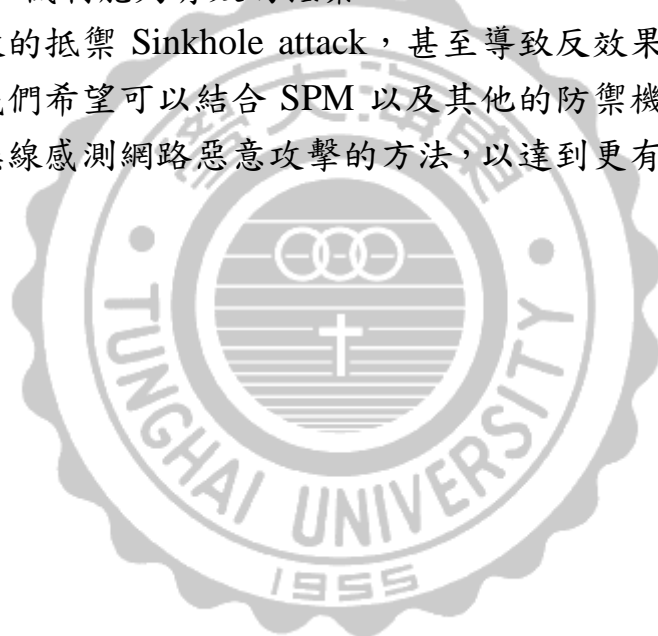 的抵禦 Sinkhole attack，甚至導致反效果
們希望可以結合 SPM 以及其他的防禦機
線感測網路惡意攻擊的方法，以達到更有
TUNGHAI UNIVERSITY
1955